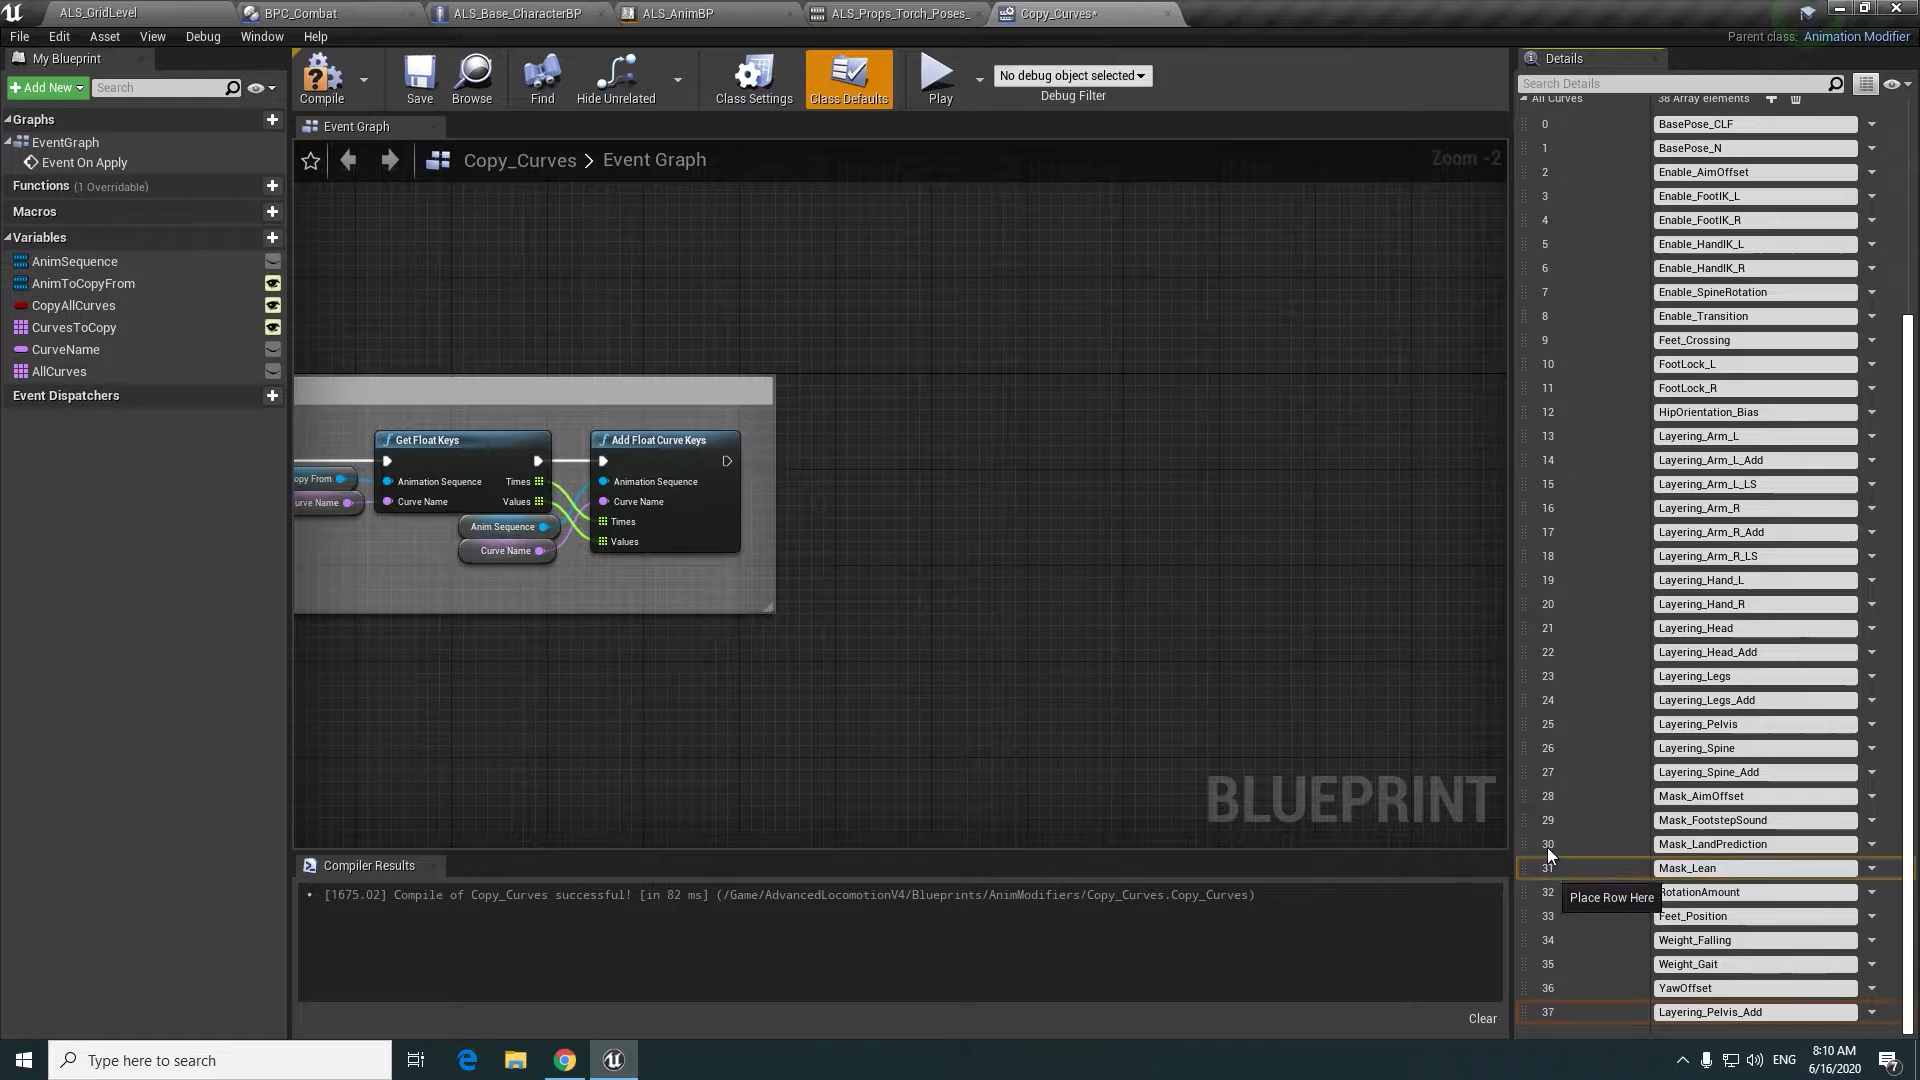 ALS_GridLevel
BPC_Combat
ALS_Base_CharacterBP
ALS_AnimBP
ALS_Props_Torch_Poses_
Copy_Curves*
File Edit Asset View Debug Window Help
Parent class: Animation Modifier
My Blueprint
+ Add New
Search
Compile
Save
Browse
Find
Hide Unrelated
Class Settings
Class Defaults
Play
No debug object selected
Debug Filter
Details
Search Details
All Curves 38 Array elements
Graphs
EventGraph
Event On Apply
Functions (1 Overridable)
Macros
Variables
AnimSequence
AnimToCopyFrom
CopyAllCurves
CurvesToCopy
CurveName
AllCurves
Event Dispatchers
Event Graph
Copy_Curves > Event Graph
Zoom -2
opy From
urve Name
f Get Float Keys
Animation Sequence Times
Curve Name Values
Anim Sequence
Curve Name
f Add Float Curve Keys
Animation Sequence
Curve Name
Times
Values
BLUEPRINT
Compiler Results
[1675.02] Compile of Copy_Curves successful! [in 82 ms] (/Game/AdvancedLocomotionV4/Blueprints/AnimModifiers/Copy_Curves.Copy_Curves)
Clear
0 BasePose_CLF
1 BasePose_N
2 Enable_AimOffset
3 Enable_FootIK_L
4 Enable_FootIK_R
5 Enable_HandIK_L
6 Enable_HandIK_R
7 Enable_SpineRotation
8 Enable_Transition
9 Feet_Crossing
10 FootLock_L
11 FootLock_R
12 HipOrientation_Bias
13 Layering_Arm_L
14 Layering_Arm_L_Add
15 Layering_Arm_L_LS
16 Layering_Arm_R
17 Layering_Arm_R_Add
18 Layering_Arm_R_LS
19 Layering_Hand_L
20 Layering_Hand_R
21 Layering_Head
22 Layering_Head_Add
23 Layering_Legs
24 Layering_Legs_Add
25 Layering_Pelvis
26 Layering_Spine
27 Layering_Spine_Add
28 Mask_AimOffset
29 Mask_FootstepSound
30 Mask_LandPrediction
31 Mask_Lean
32 RotationAmount
Place Row Here
33 Feet_Position
34 Weight_Falling
35 Weight_Gait
36 YawOffset
37 Layering_Pelvis_Add
Type here to search
ENG
8:10 AM
6/16/2020
7